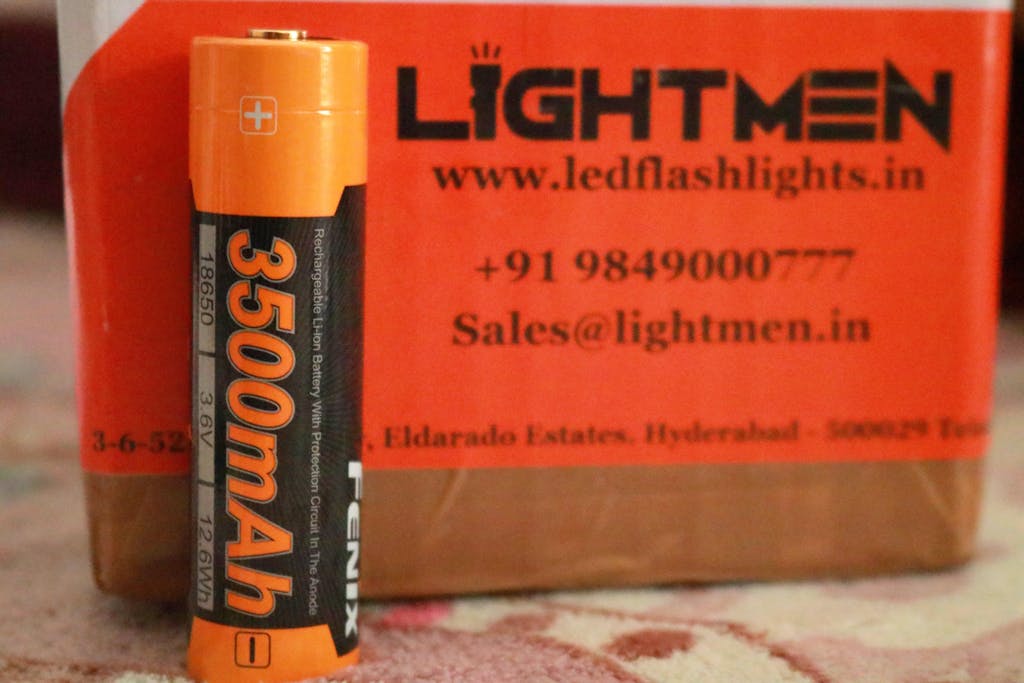 +
3500mAh
Rechargeable Li-ion Battery With Protection Circuit In The Anode
18650 | 3.6V | 12.6Wh
FENIX
-
LIGHTMEN
www.ledflashlights.in
+91 9849000777
Sales@lightmen.in
3-6-52 Eldarado Estates, Hyderabad - 500029